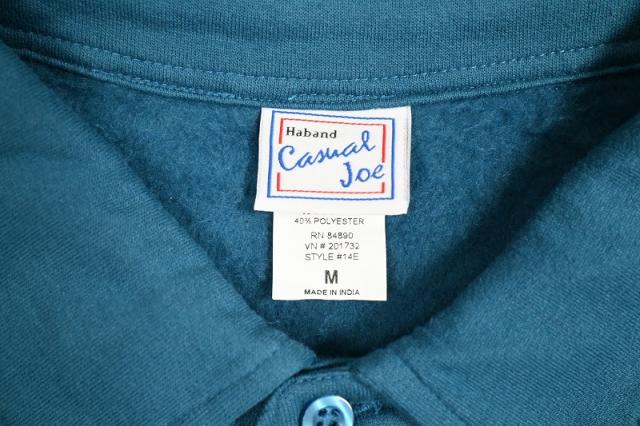 Haband
Casual
Joe
40% POLYESTER
RN 84890
VN # 201732
STYLE #14E
M
MADE IN INDIA